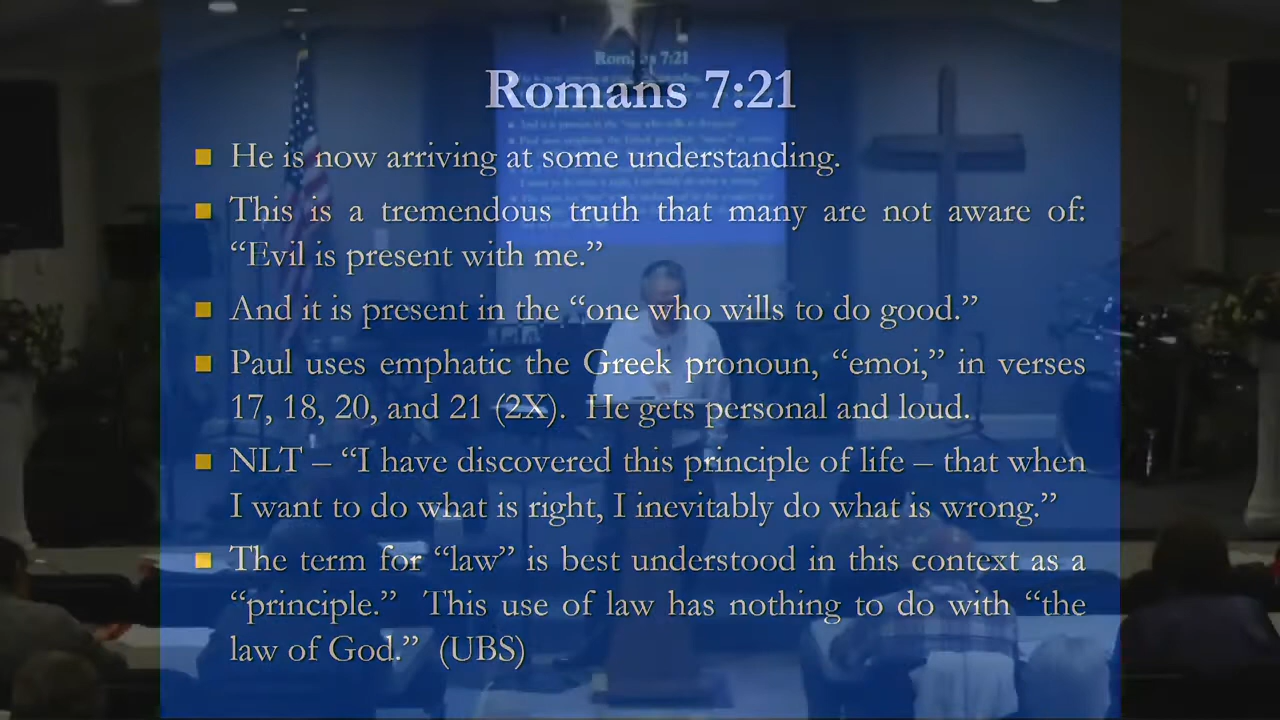 Romans 7:21
He is now arriving at some understanding.
This is a tremendous truth that many are not aware of:
“Evil is present with me.”
And it is present in the “one who wills to do good.”
Paul uses emphatic the Greek pronoun, “emoi,” in verses
17, 18, 20, and 21 (2X).  He gets personal and loud.
NLT – “I have discovered this principle of life – that when
I want to do what is right, I inevitably do what is wrong.”
The term for “law” is best understood in this context as a
“principle.”  This use of law has nothing to do with “the
law of God.”  (UBS)
Romans 7:21